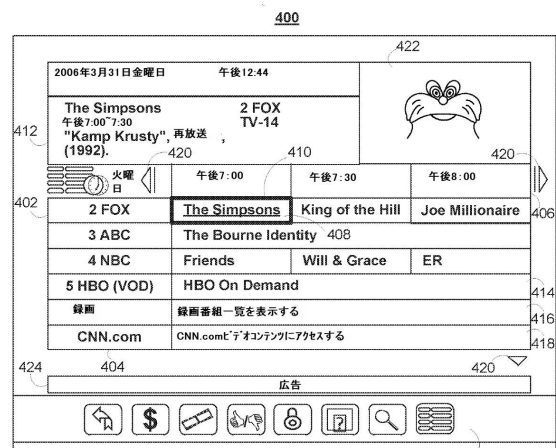 400
422
2006年3月31日金曜日 午後12:44
The Simpsons 2 FOX
午後7:00~7:30 TV-14
"Kamp Krusty", 再放送 ,
(1992).
412
420
410
420
火曜日 午後7:00 午後7:30 午後8:00
402
406
2 FOX The Simpsons King of the Hill Joe Millionaire
408
3 ABC The Bourne Identity
4 NBC Friends Will & Grace ER
5 HBO (VOD) HBO On Demand
414
録画 録画番組一覧を表示する
416
CNN.com CNN.comビデオコンテンツにアクセスする
418
404
420
424
広告
$
?